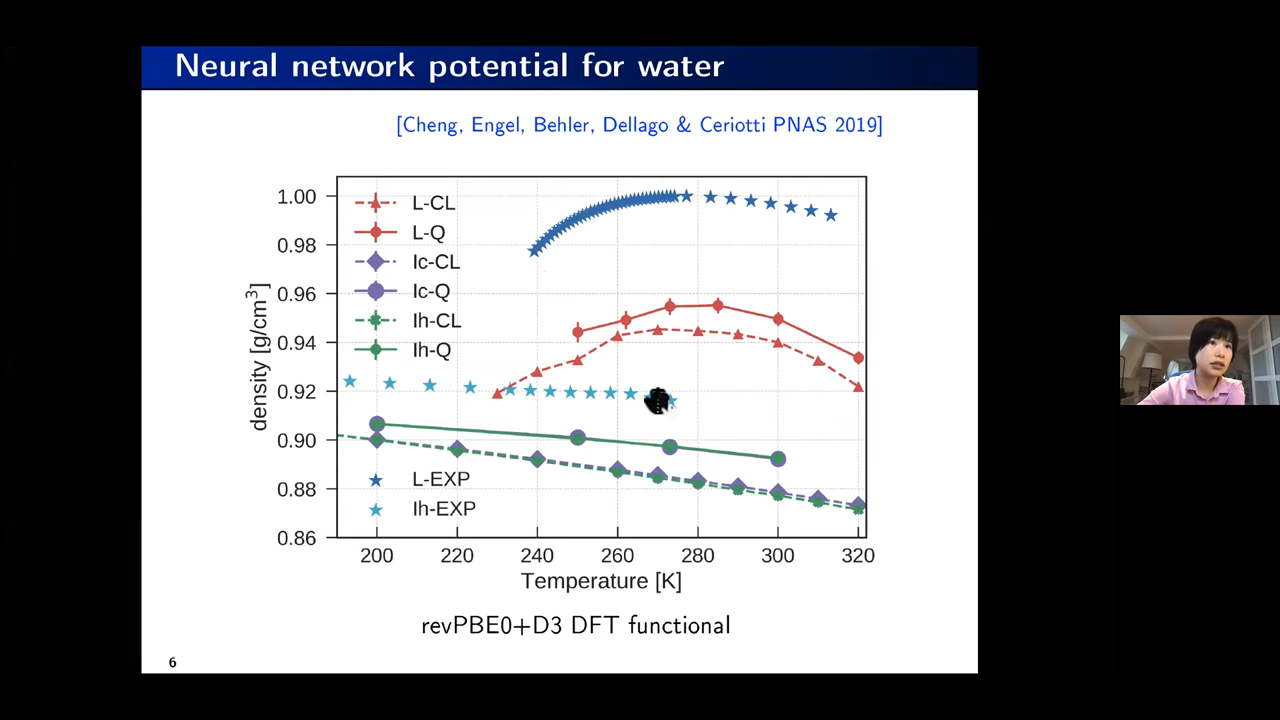 Neural network potential for water
[Cheng, Engel, Behler, Dellago & Ceriotti PNAS 2019]
1.00
0.98
0.96
0.94
0.92
0.90
0.88
0.86
density [g/cm³]
L-CL
L-Q
Ic-CL
Ic-Q
Ih-CL
Ih-Q
L-EXP
Ih-EXP
200 220 240 260 280 300 320
Temperature [K]
revPBE0+D3 DFT functional
6